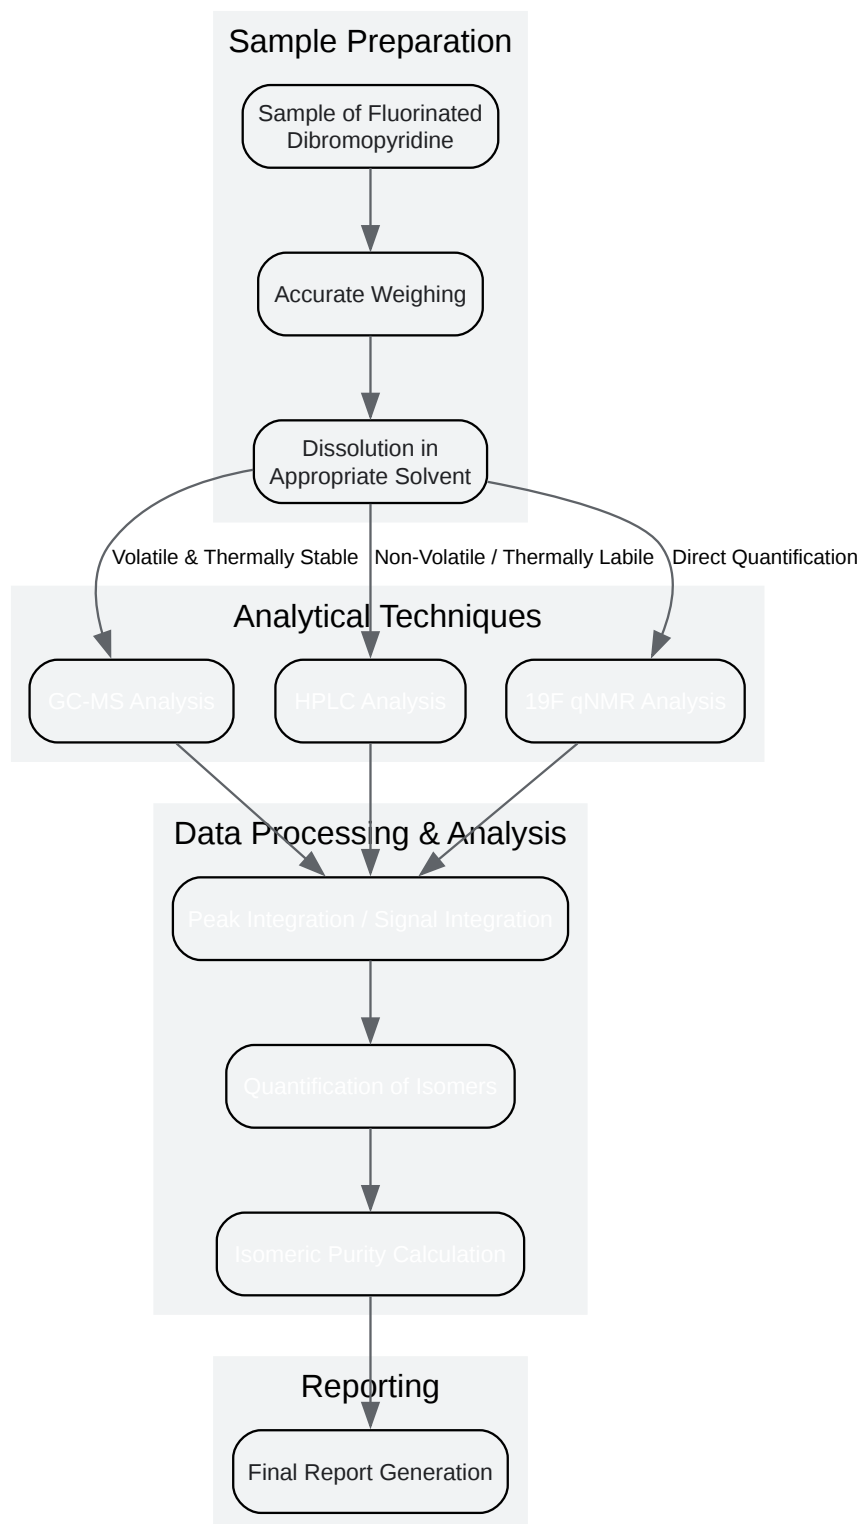 Sample Preparation
Sample of Fluorinated
Dibromopyridine
Accurate Weighing
Dissolution in
Appropriate Solvent
Volatile & Thermally Stable
Non-Volatile / Thermally Labile
Direct Quantification
Analytical Techniques
GC-MS Analysis
HPLC Analysis
19F qNMR Analysis
Data Processing & Analysis
Peak Integration / Signal Integration
Quantification of Isomers
Isomeric Purity Calculation
Reporting
Final Report Generation